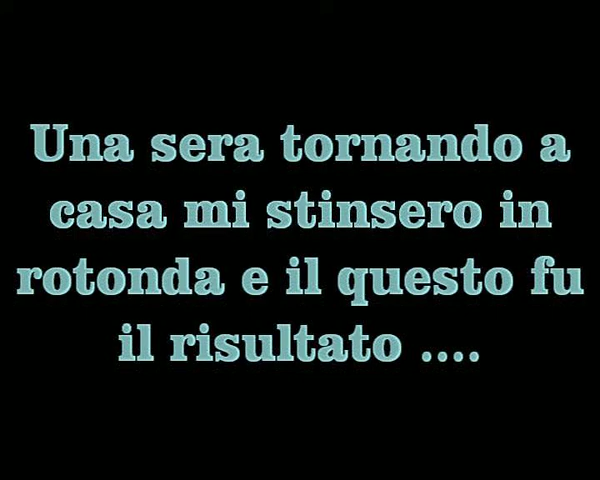 Una sera tornando a
casa mi stinsero in
rotonda e il questo fu
il risultato ....